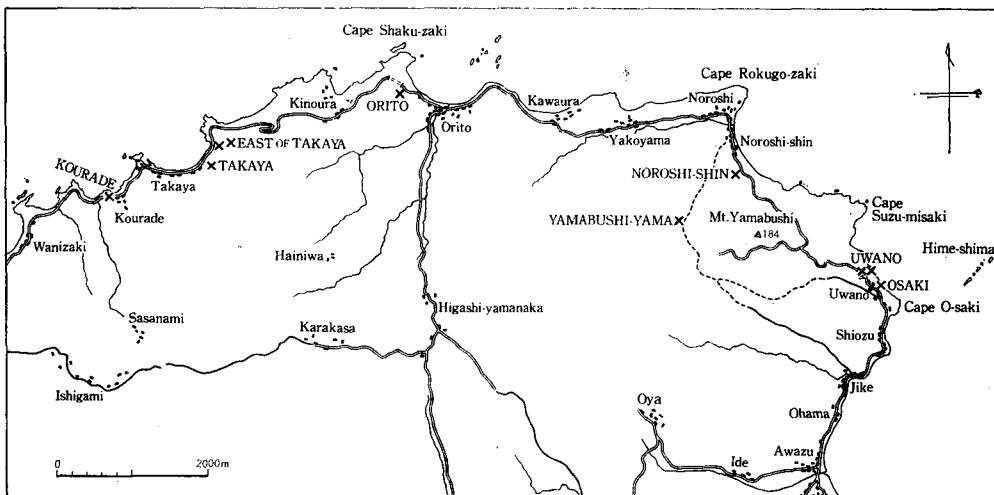 Cape Shaku-zaki
Cape Rokugo-zaki
Kinoura
ORITO
Orito
Kawaura
Noroshi
Yakoyama
Noroshi-shin
EAST OF TAKAYA
TAKAYA
KOURADE
Takaya
NOROSHI-SHIN
Kourade
Cape
Suzu-misaki
YAMABUSHI-YAMA
Mt.Yamabushi
184
Wanizaki
Hainiwa
UWANO
Hime-shima
OSAKI
Uwano
Cape O-saki
Sasanami
Higashi-yamanaka
Karakasa
Shiozu
Ishigami
Jike
Oya
Ohama
Awazu
Ide
0 2000m